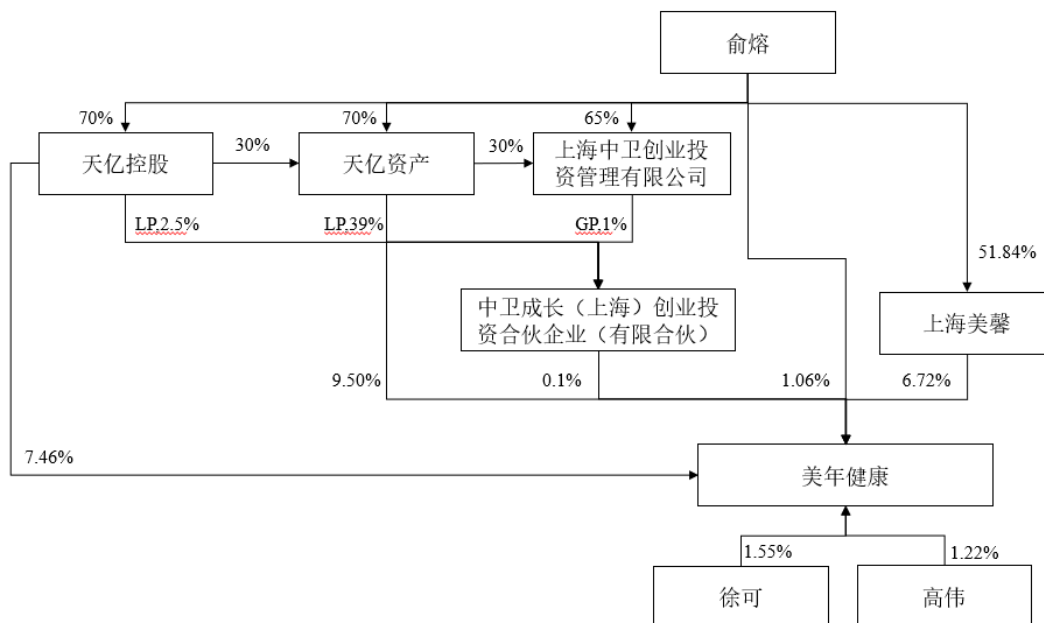 俞熔
70%
70%
65%
天亿控股
30%
天亿资产
30%
上海中卫创业投
资管理有限公司
LP,2.5%
LP,39%
GP,1%
51.84%
中卫成长（上海）创业投
资合伙企业（有限合伙）
上海美馨
9.50%
0.1%
1.06%
6.72%
7.46%
美年健康
1.55%
1.22%
徐可
高伟